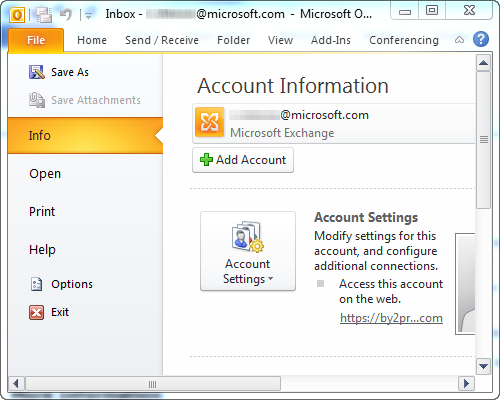 Inbox - @microsoft.com - Microsoft O...
File Home Send / Receive Folder View Add-Ins Conferencing
Save As
Save Attachments
Info
Open
Print
Help
Options
Exit
Account Information
@microsoft.com
Microsoft Exchange
Add Account
Account Settings
Account Settings
Modify settings for this
account, and configure
additional connections.
Access this account
on the web.
https://by2pr...com